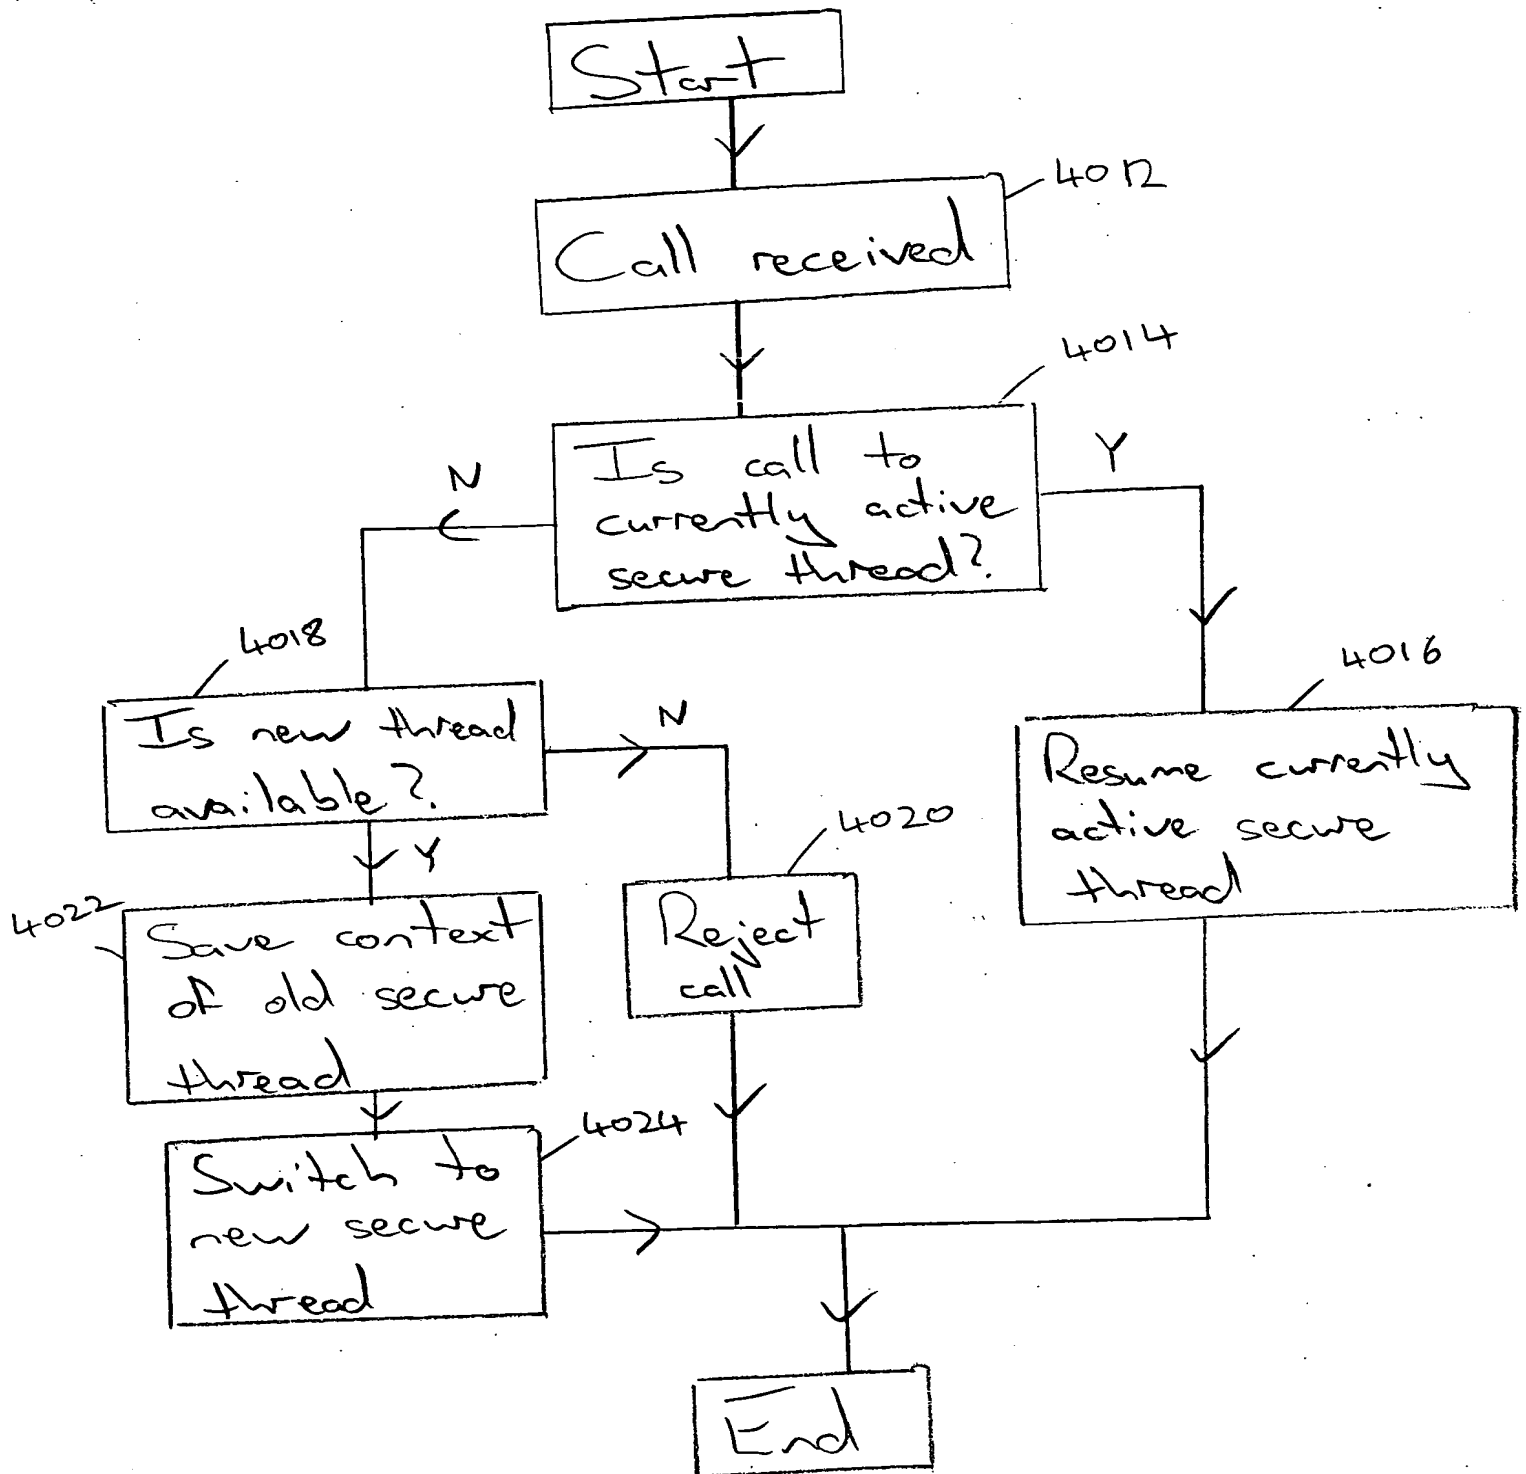 Start
4012
Call received
4014
Is call to
currently active
secure thread?
N
Y
4018
Is new thread
available?
N
Y
4016
Resume currently
active secure
thread
4020
Reject
call
4022
Save context
of old secure
thread
4024
Switch to
new secure
thread
End